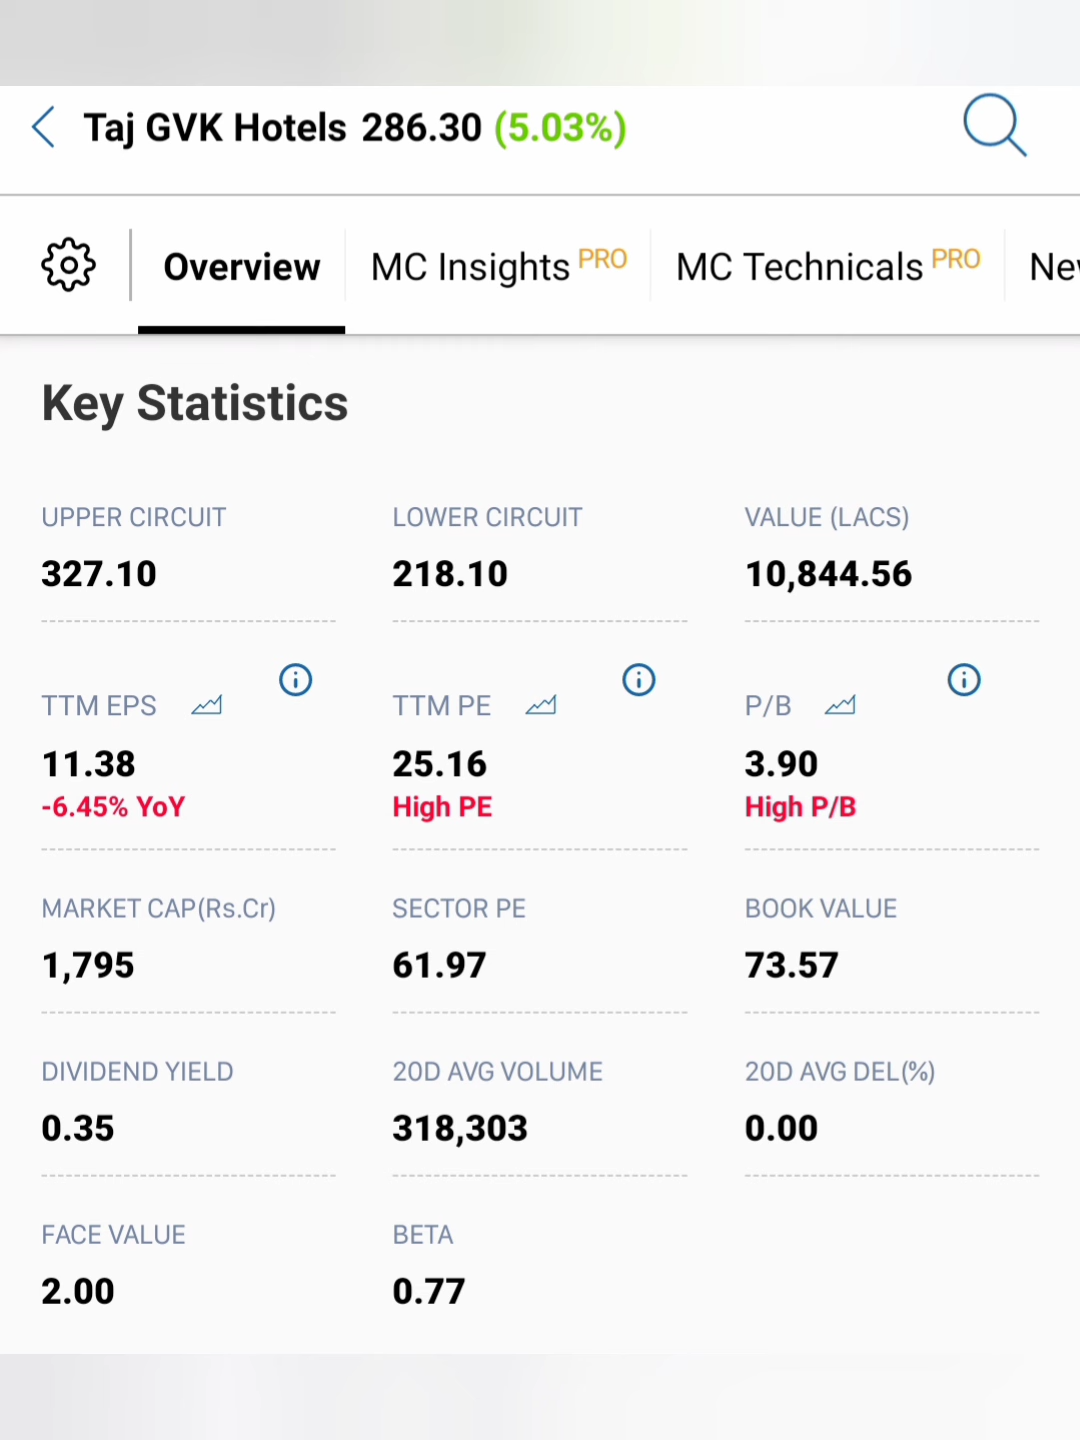 Taj GVK Hotels 286.30 (5.03%)
Overview MC Insights PRO MC Technicals PRO
Key Statistics
UPPER CIRCUIT LOWER CIRCUIT VALUE (LACS)
327.10 218.10 10,844.56
TTM EPS TTM PE P/B
11.38 25.16 3.90
-6.45% YoY High PE High P/B
MARKET CAP(Rs.Cr) SECTOR PE BOOK VALUE
1,795 61.97 73.57
DIVIDEND YIELD 20D AVG VOLUME 20D AVG DEL(%)
0.35 318,303 0.00
FACE VALUE BETA
2.00 0.77